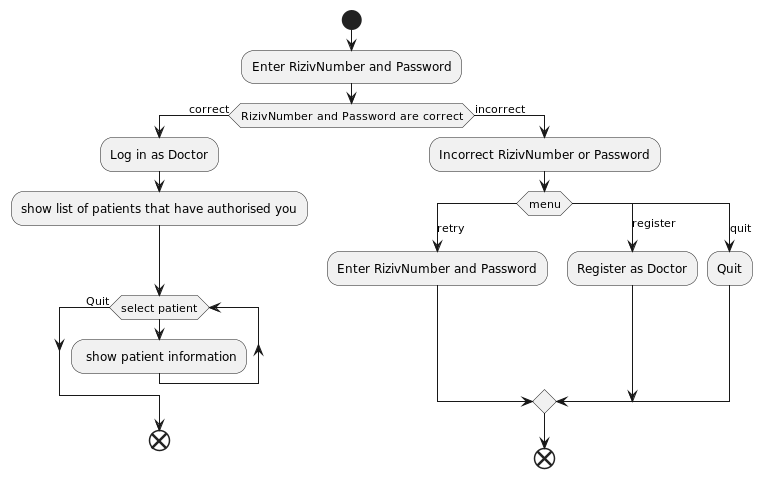 Enter RizivNumber and Password
correct
RizivNumber and Password are correct
incorrect
Log in as Doctor
show list of patients that have authorised you
Quit
select patient
show patient information
Incorrect RizivNumber or Password
menu
retry
register
quit
Enter RizivNumber and Password
Register as Doctor
Quit